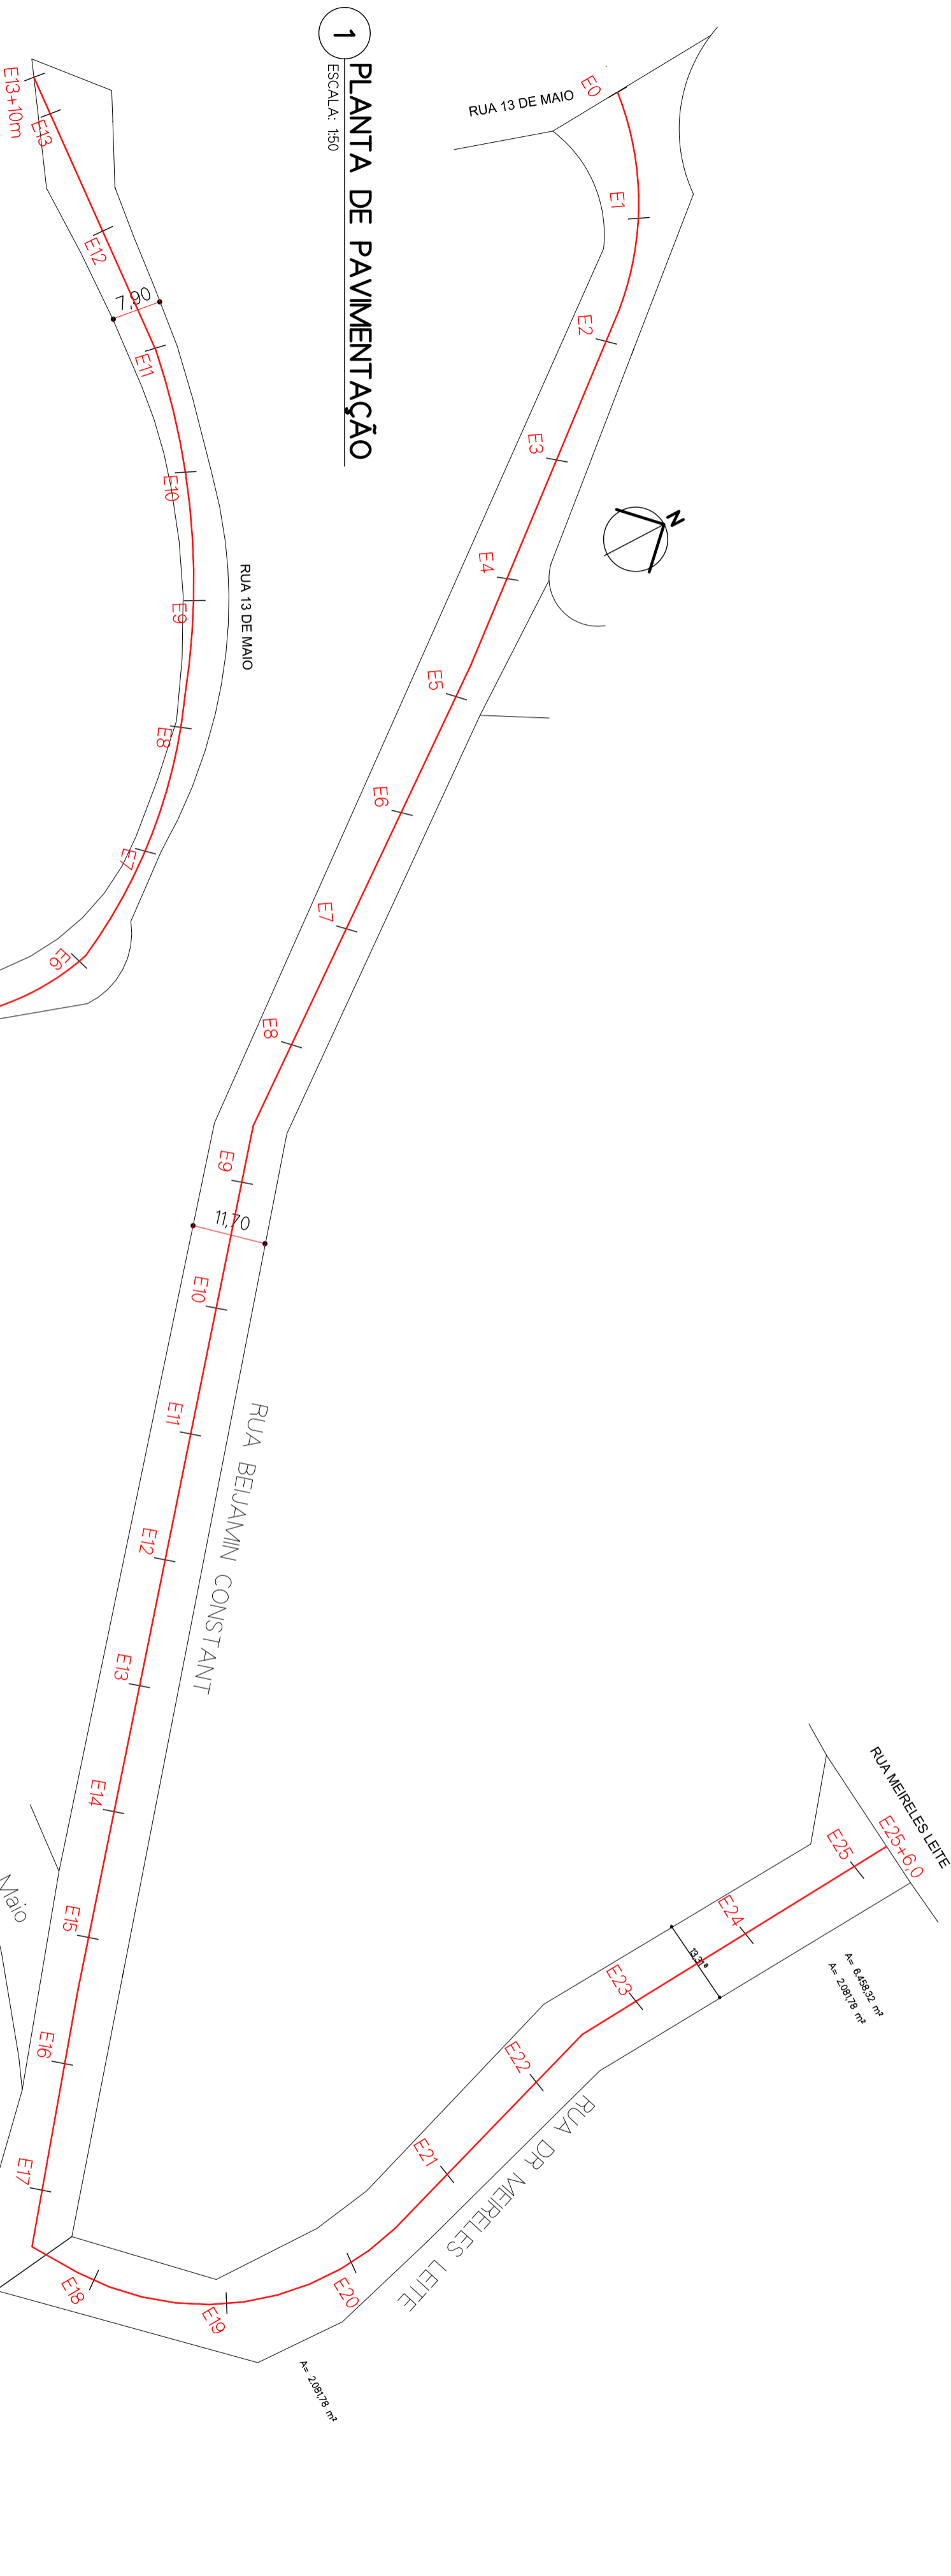 1
PLANTA DE PAVIMENTAÇÃO
ESCALA: 1:50
RUA 13 DE MAIO
E0
E1
E2
E3
E4
N
E5
E6
E7
E8
E9
11,70
E10
E11
RUA BEIJAMIN CONSTANT
E12
E13
E14
E15
E16
E17
E18
E19
E20
E21
E22
E23
E24
E25
E25+6,0
RUA MEIRELES LEITE
A= 6.458,32 m²
A= 2.081,78 m²
RUA DR MEIRELES LEITE
A= 2.081,78 m²
E13+10m
E13
E12
7,90
E11
E10
E9
RUA 13 DE MAIO
E8
E7
E6
Maio